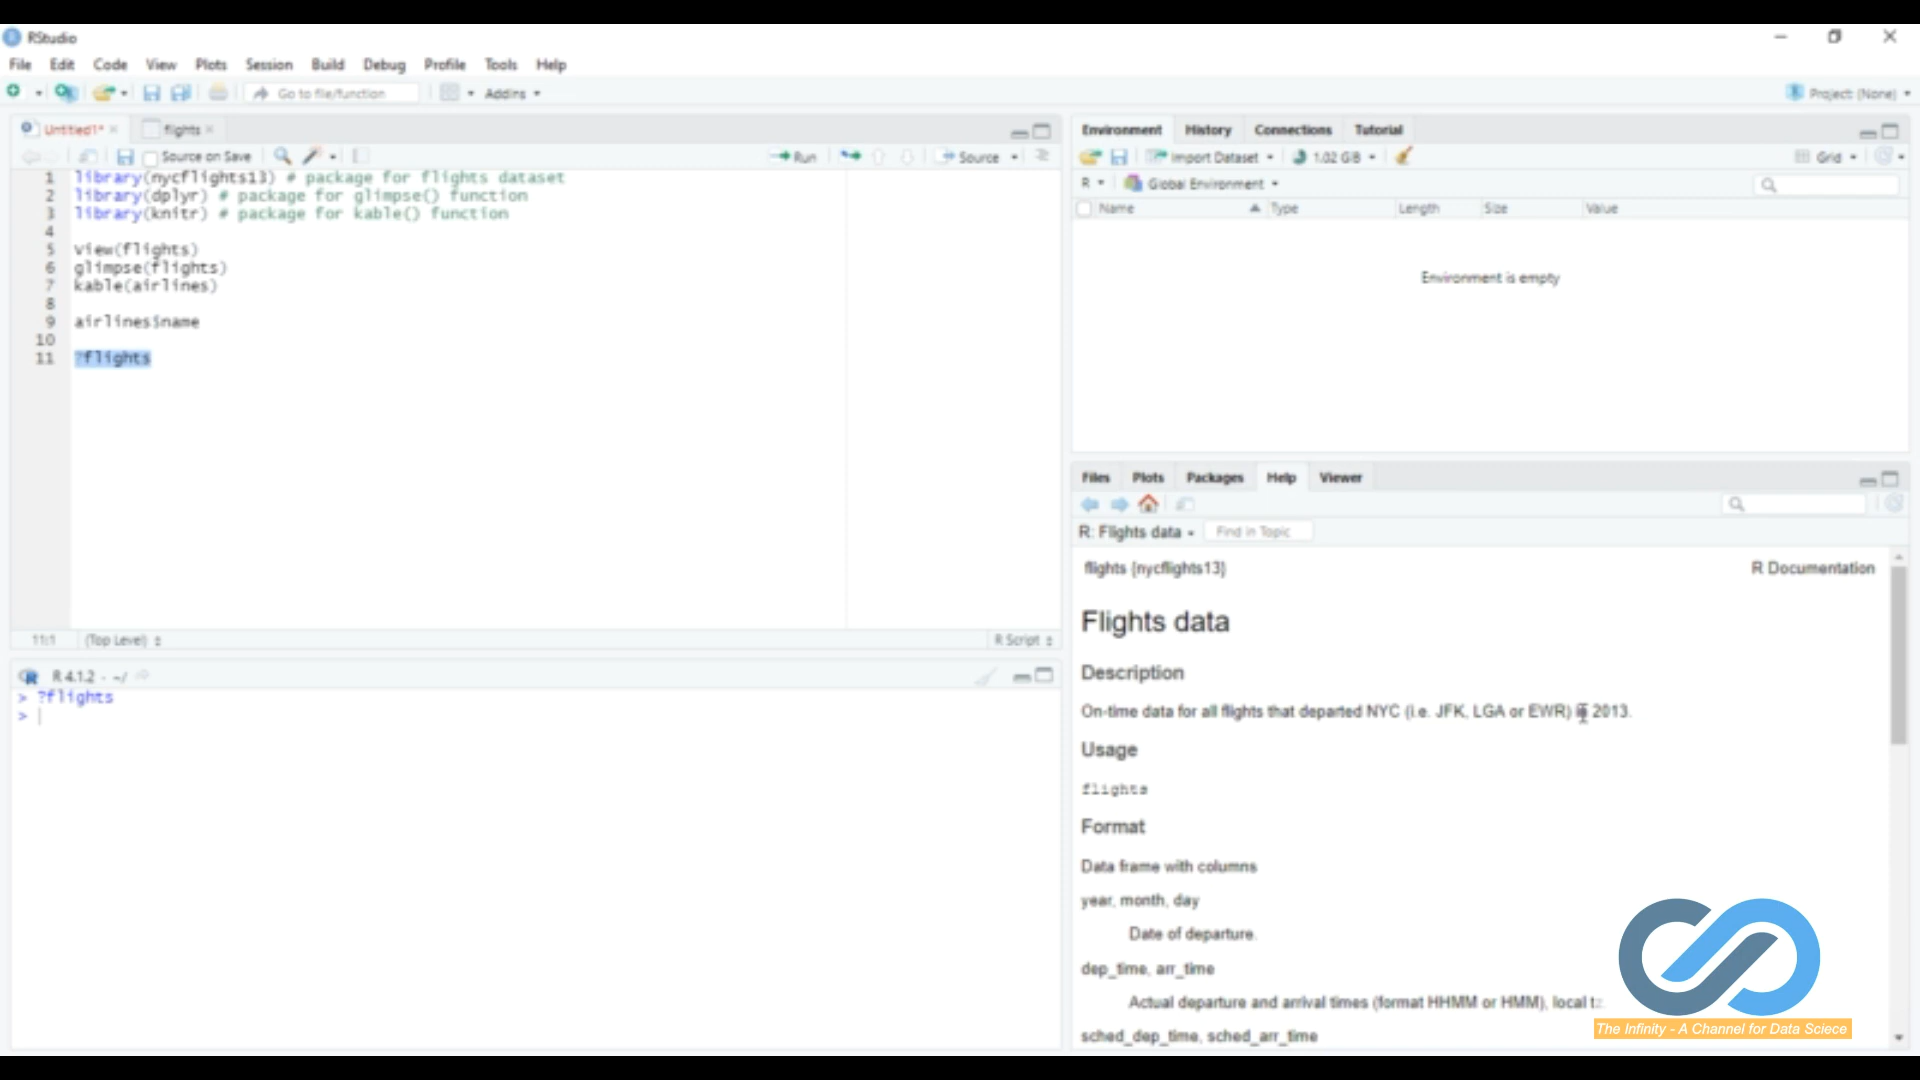 RStudio
File Edit Code View Plots Session Build Debug Profile Tools Help
Go to file/function Addins Project: (None)
Untitled1* flights
Source on Save Run Source
1 library(nycflights13) # package for flights dataset
2 library(dplyr) # package for glimpse() function
3 library(knitr) # package for kable() function
4
5 view(flights)
6 glimpse(flights)
7 kable(airlines)
8
9 airlines$name
10
11 ?flights
11:1 (Top Level) R Script
R 4.1.2 · ~/
> ?flights
>
Environment History Connections Tutorial
Import Dataset 1.02 GiB Grid
R Global Environment
Name Type Length Size Value
Environment is empty
Files Plots Packages Help Viewer
R: Flights data Find in Topic
flights {nycflights13} R Documentation
Flights data
Description
On-time data for all flights that departed NYC (i.e. JFK, LGA or EWR) in 2013.
Usage
flights
Format
Data frame with columns
year, month, day
Date of departure.
dep_time, arr_time
Actual departure and arrival times (format HHMM or HMM), local
sched_dep_time, sched_arr_time
The Infinity - A Channel for Data Sciece